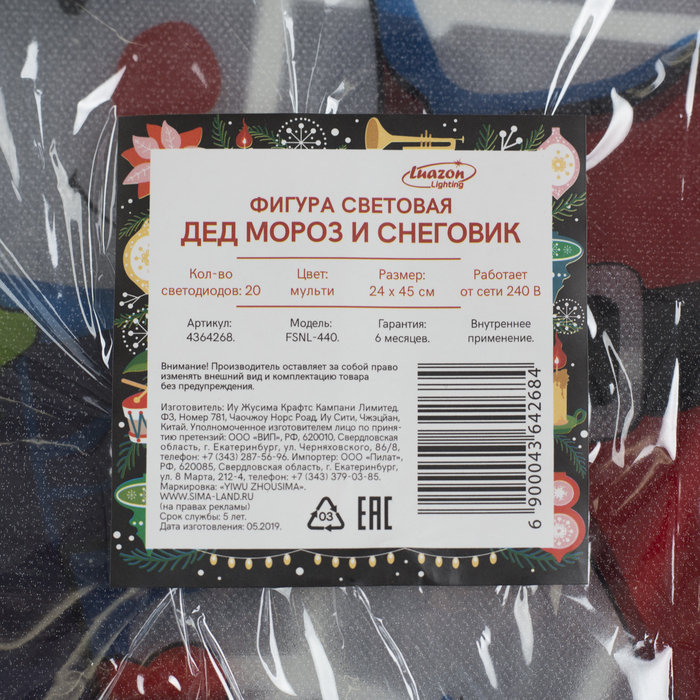 Luazon
Lighting
ФИГУРА СВЕТОВАЯ
ДЕД МОРОЗ И СНЕГОВИК
Кол-во светодиодов: 20
Цвет: мульти
Размер: 24 х 45 см
Работает от сети 240 В
Артикул: 4364268.
Модель: FSNL-440.
Гарантия: 6 месяцев.
Внутреннее применение.
Внимание! Производитель оставляет за собой право
изменять внешний вид и комплектацию товара
без предупреждения.
Изготовитель: Иу Жусима Крафтс Кампани Лимитед.
Ф3, Номер 781, Чаочжоу Норс Роад, Иу Сити, Чжэцзян,
Китай. Уполномоченное изготовителем лицо по приня-
тию претензий: ООО «ВИП», РФ, 620010, Свердловская
область, г. Екатеринбург, ул. Черняховского, 86/8,
телефон: +7 (343) 287-56-96. Импортер: ООО «Пилат»,
РФ, 620085, Свердловская область, г. Екатеринбург,
ул. 8 Марта, 212-4, телефон: +7 (343) 379-03-85.
Маркировка: «YIWU ZHOUSIMA».
WWW.SIMA-LAND.RU
(на правах рекламы)
Срок службы: 5 лет.
Дата изготовления: 05.2019.
03
EAC
6 900043 642684